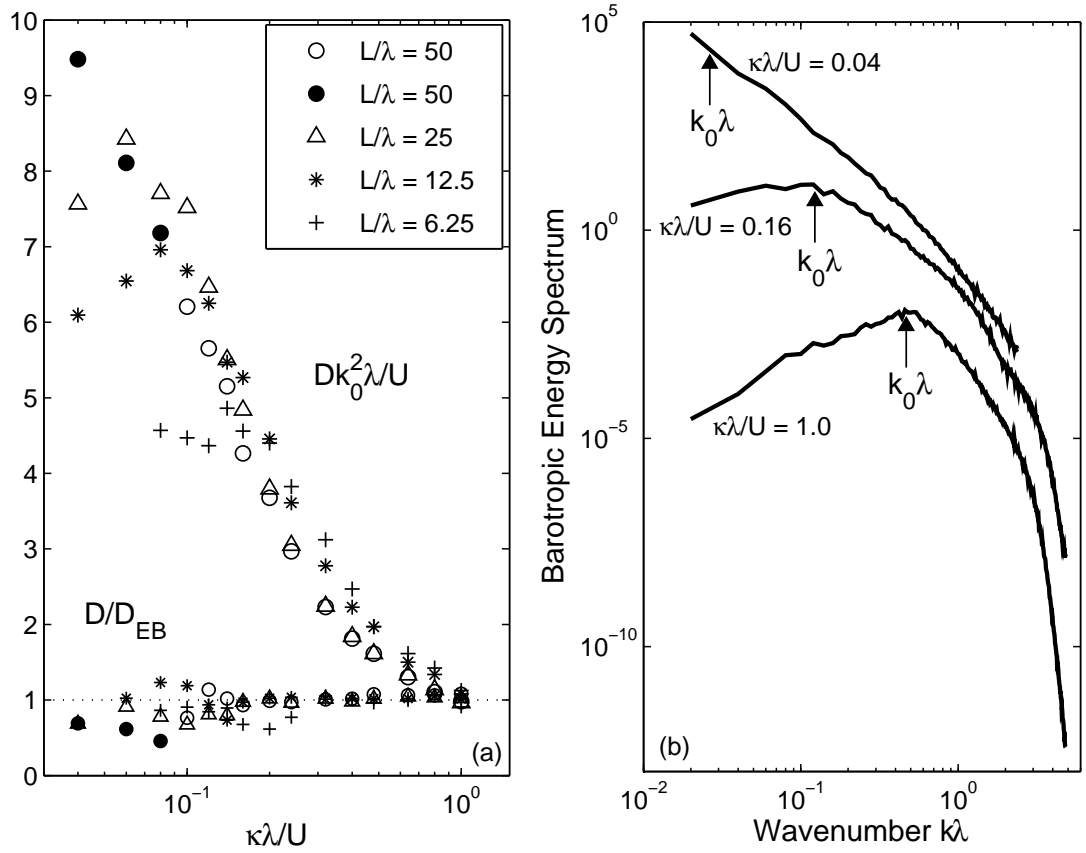 10
9
8
7
6
5
4
3
2
1
0
L/λ = 50
L/λ = 50
L/λ = 25
L/λ = 12.5
L/λ = 6.25
Dk₀²λ/U
D/D_EB
(a)
10⁻¹
10⁰
κλ/U
Barotropic Energy Spectrum
10⁵
10⁰
10⁻⁵
10⁻¹⁰
κλ/U = 0.04
k₀λ
κλ/U = 0.16
k₀λ
k₀λ
κλ/U = 1.0
(b)
10⁻²
10⁻¹
10⁰
Wavenumber kλ